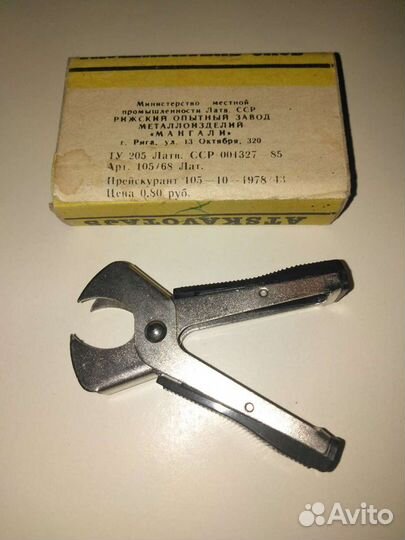 Министерство местной
промышленности Латв. ССР
РИЖСКИЙ ОПЫТНЫЙ ЗАВОД
МЕТАЛЛОИЗДЕЛИЙ
«МАНГАЛИ»
г. Рига, ул. 13 Октября, 320
ТУ 205 Латв. ССР 001327—85
Арт. 105/68 Лат.
Прейскурант 105—10—1978/43
Цена 0,80 руб.
ATSKAVOTAJS
Avito